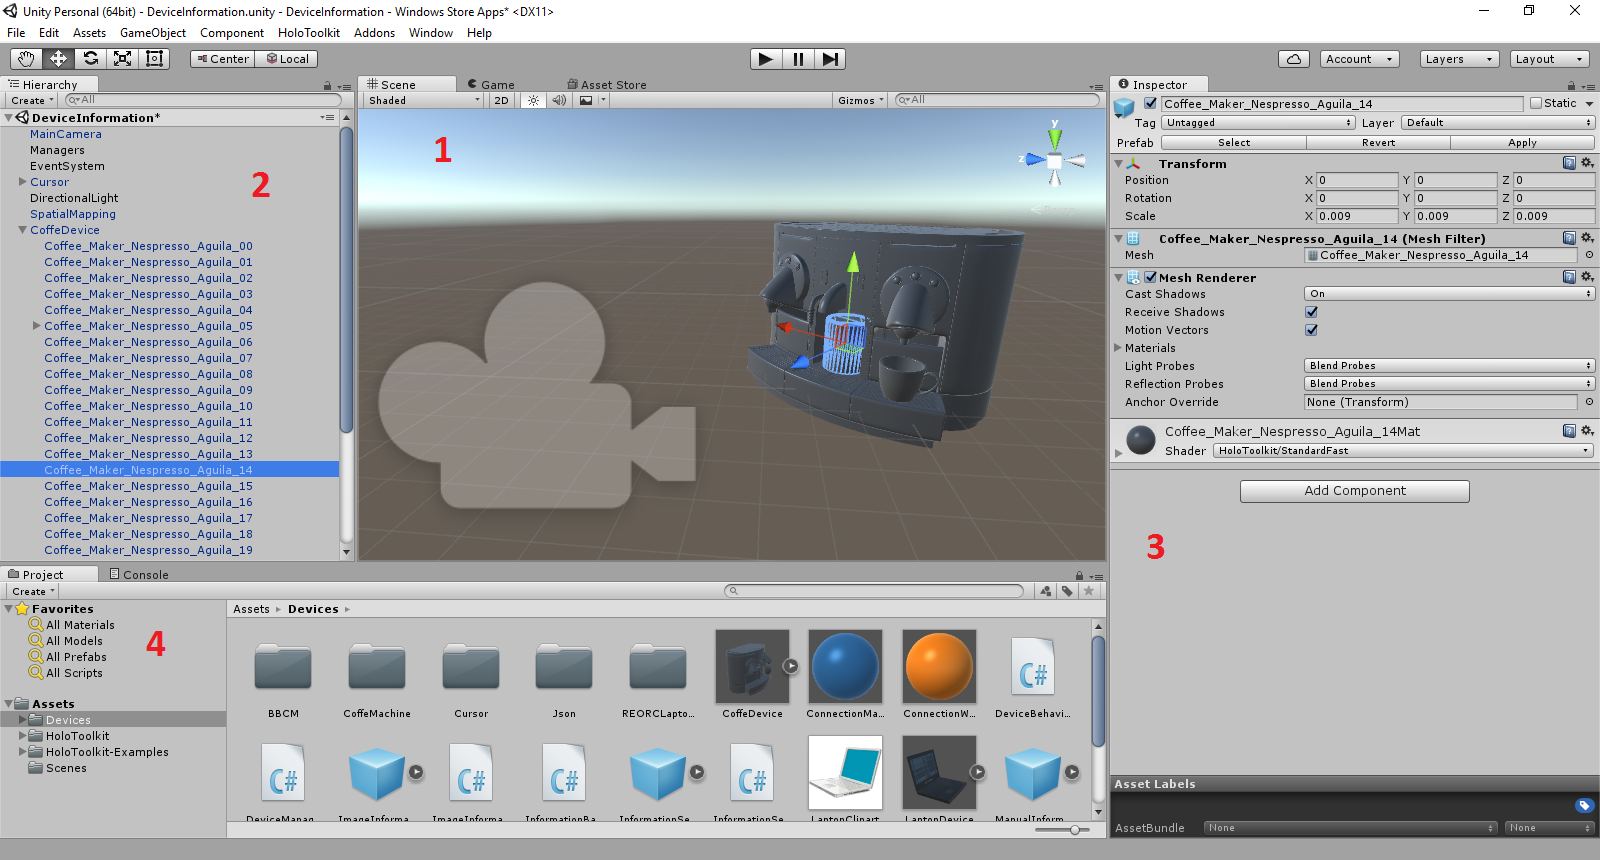 Unity Personal (64bit) - DeviceInformation.unity - DeviceInformation - Windows Store Apps* <DX11>
File Edit Assets GameObject Component HoloToolkit Addons Window Help
Center Local Account Layers Layout
Hierarchy
Create All
DeviceInformation*
MainCamera
Managers
EventSystem
Cursor
DirectionalLight
SpatialMapping
CoffeDevice
Coffee_Maker_Nespresso_Aguila_00
Coffee_Maker_Nespresso_Aguila_01
Coffee_Maker_Nespresso_Aguila_02
Coffee_Maker_Nespresso_Aguila_03
Coffee_Maker_Nespresso_Aguila_04
Coffee_Maker_Nespresso_Aguila_05
Coffee_Maker_Nespresso_Aguila_06
Coffee_Maker_Nespresso_Aguila_07
Coffee_Maker_Nespresso_Aguila_08
Coffee_Maker_Nespresso_Aguila_09
Coffee_Maker_Nespresso_Aguila_10
Coffee_Maker_Nespresso_Aguila_11
Coffee_Maker_Nespresso_Aguila_12
Coffee_Maker_Nespresso_Aguila_13
Coffee_Maker_Nespresso_Aguila_14
Coffee_Maker_Nespresso_Aguila_15
Coffee_Maker_Nespresso_Aguila_16
Coffee_Maker_Nespresso_Aguila_17
Coffee_Maker_Nespresso_Aguila_18
Coffee_Maker_Nespresso_Aguila_19
2
Scene Game Asset Store
Shaded 2D Gizmos All
1
y
z
Inspector
Coffee_Maker_Nespresso_Aguila_14 Static
Tag Untagged Layer Default
Prefab Select Revert Apply
Transform
Position X 0 Y 0 Z 0
Rotation X 0 Y 0 Z 0
Scale X 0.009 Y 0.009 Z 0.009
Coffee_Maker_Nespresso_Aguila_14 (Mesh Filter)
Mesh Coffee_Maker_Nespresso_Aguila_14
Mesh Renderer
Cast Shadows On
Receive Shadows
Motion Vectors
Materials
Light Probes Blend Probes
Reflection Probes Blend Probes
Anchor Override None (Transform)
Coffee_Maker_Nespresso_Aguila_14Mat
Shader HoloToolkit/StandardFast
Add Component
3
Asset Labels
AssetBundle None None
Project Console
Create
Favorites
All Materials
All Models
All Prefabs
All Scripts
4
Assets
Devices
HoloToolkit
HoloToolkit-Examples
Scenes
Assets Devices
BBCM CoffeMachine Cursor Json REORCLapto... CoffeDevice ConnectionMa... ConnectionW... DeviceBehavi...
C#
C# C# C# C#
DeviceManag ImageInforma ImageInforma InformationBa InformationSe InformationSe LaptopClipart LaptopDevice ManualInform